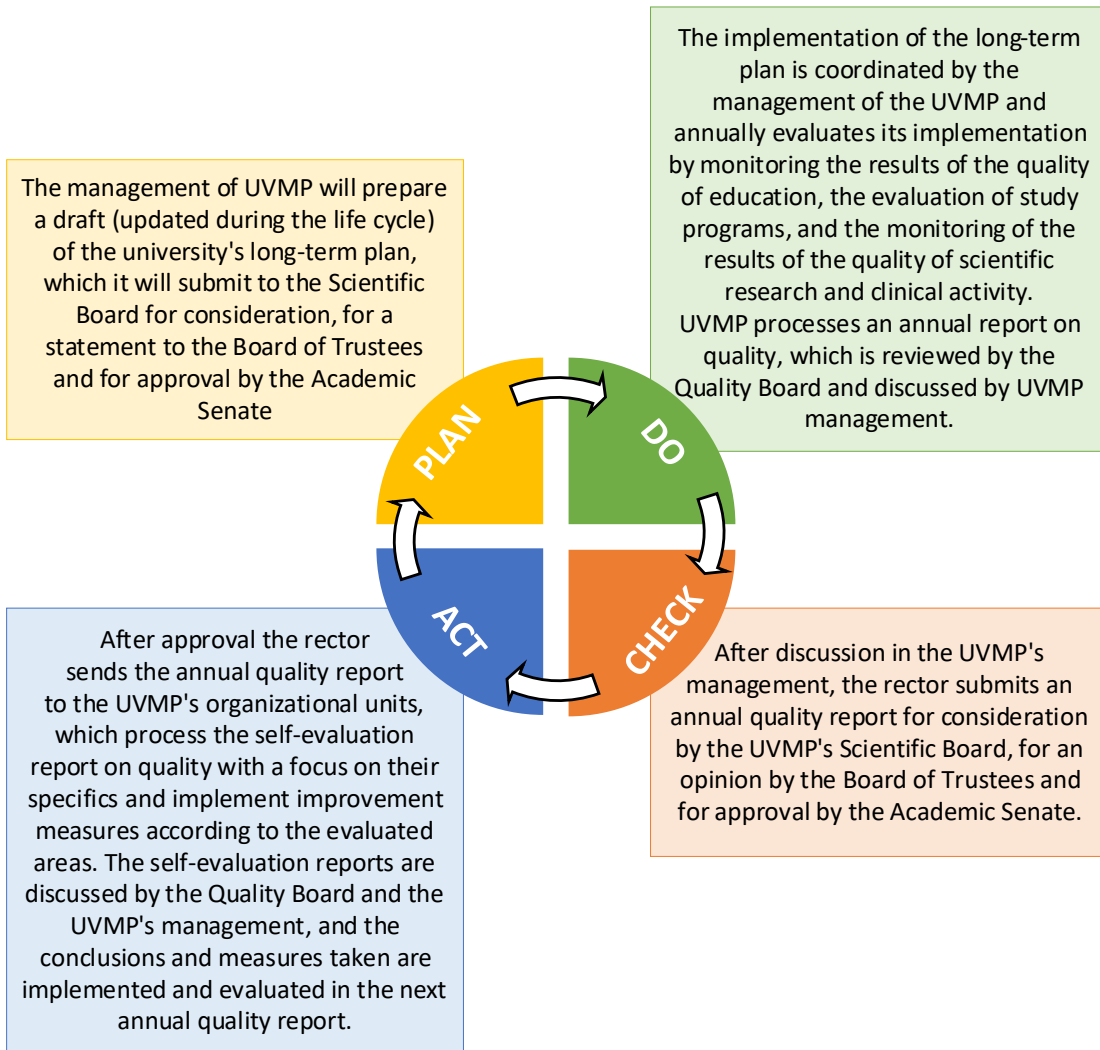 The management of UVMP will prepare
a draft (updated during the life cycle)
of the university's long-term plan,
which it will submit to the Scientific
Board for consideration, for a
statement to the Board of Trustees
and for approval by the Academic
Senate
The implementation of the long-term
plan is coordinated by the
management of the UVMP and
annually evaluates its implementation
by monitoring the results of the quality
of education, the evaluation of study
programs, and the monitoring of the
results of the quality of scientific
research and clinical activity.
UVMP processes an annual report on
quality, which is reviewed by the
Quality Board and discussed by UVMP
management.
PLAN
DO
ACT
CHECK
After approval the rector
sends the annual quality report
to the UVMP's organizational units,
which process the self-evaluation
report on quality with a focus on their
specifics and implement improvement
measures according to the evaluated
areas. The self-evaluation reports are
discussed by the Quality Board and the
UVMP's management, and the
conclusions and measures taken are
implemented and evaluated in the next
annual quality report.
After discussion in the UVMP's
management, the rector submits an
annual quality report for consideration
by the UVMP's Scientific Board, for an
opinion by the Board of Trustees and
for approval by the Academic Senate.